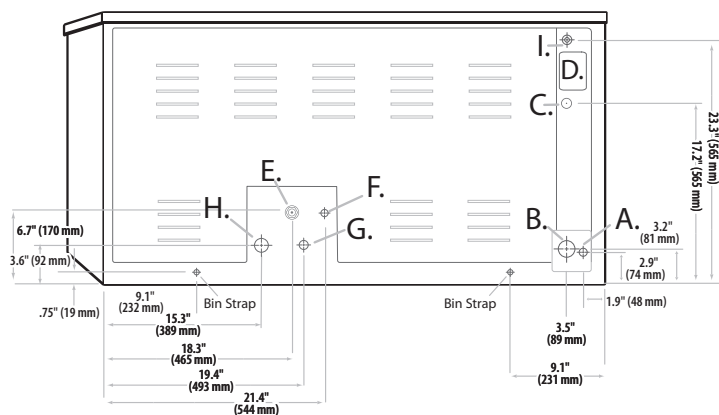 I.
D.
C.
23.3"
(565 mm)
17.2"
(565 mm)
E.
F.
H.
G.
B.
A.
3.2"
(81 mm)
6.7" (170 mm)
3.6" (92 mm)
2.9"
(74 mm)
.75" (19 mm)
9.1"
(232 mm)
Bin Strap
Bin Strap
1.9" (48 mm)
15.3"
(389 mm)
3.5"
(89 mm)
18.3"
(465 mm)
19.4"
(493 mm)
9.1"
(231 mm)
21.4"
(544 mm)